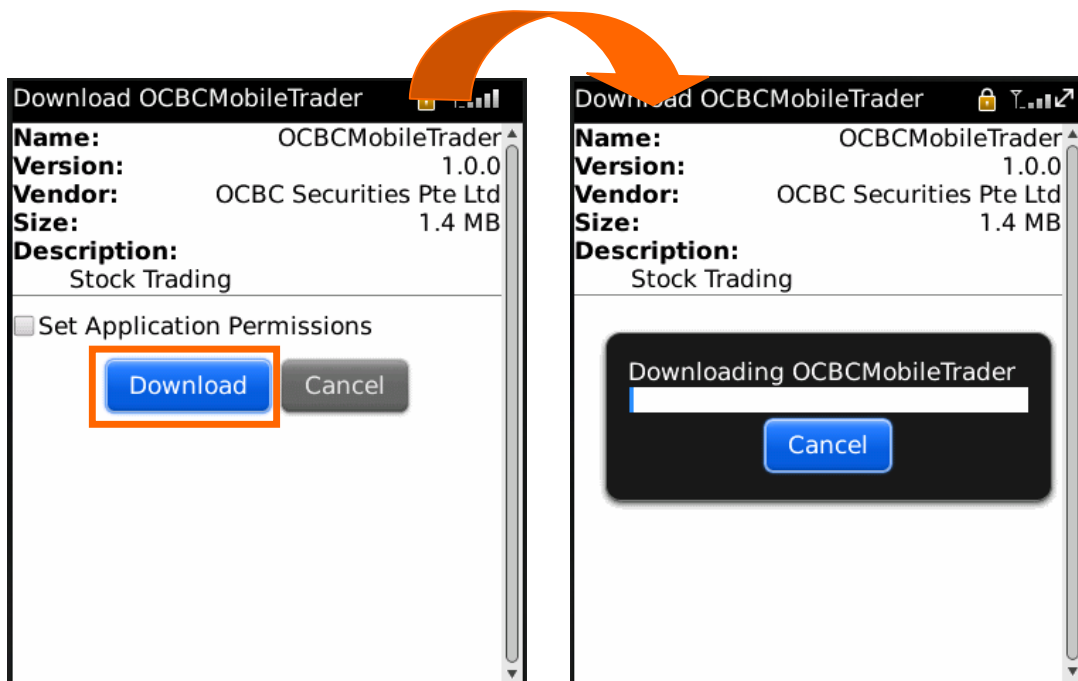 Download OCBCMobileTrader
Name: OCBCMobileTrader
Version: 1.0.0
Vendor: OCBC Securities Pte Ltd
Size: 1.4 MB
Description:
Stock Trading
Set Application Permissions
Download Cancel
Download OCBCMobileTrader
Name: OCBCMobileTrader
Version: 1.0.0
Vendor: OCBC Securities Pte Ltd
Size: 1.4 MB
Description:
Stock Trading
Downloading OCBCMobileTrader
Cancel